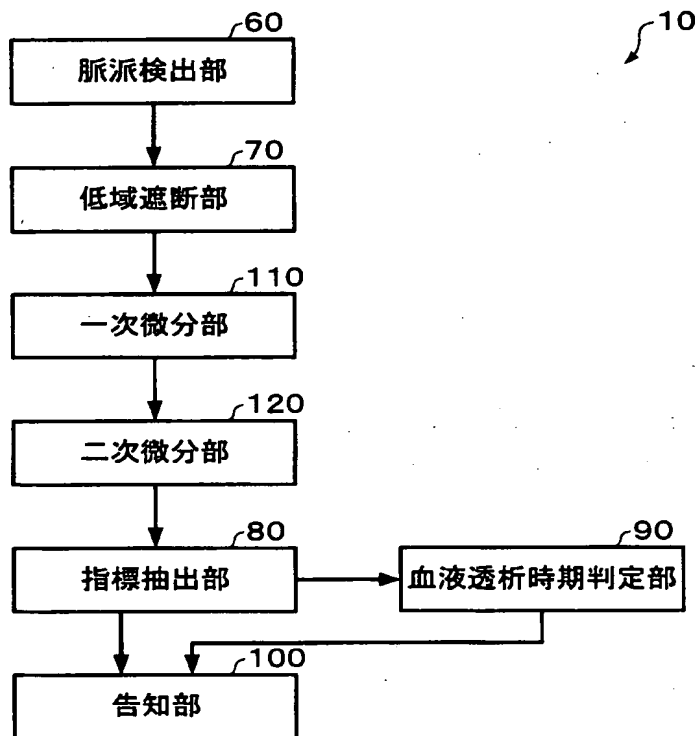 60
10
脈派検出部
70
低域遮断部
110
一次微分部
120
二次微分部
80
90
指標抽出部
血液透析時期判定部
100
告知部